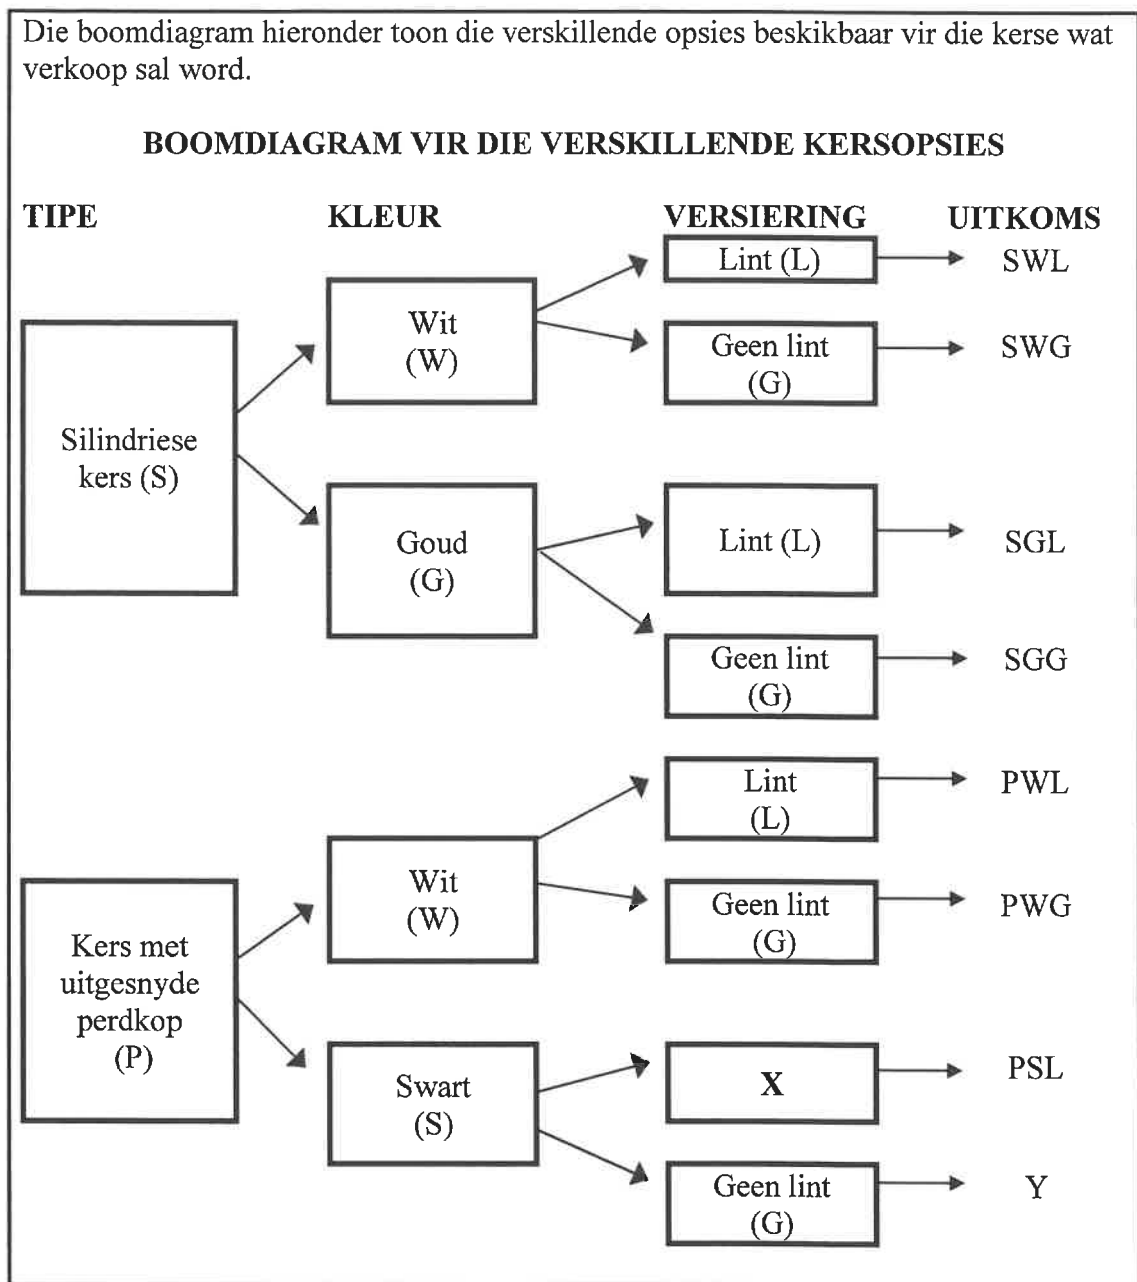 Die boomdiagram hieronder toon die verskillende opsies beskikbaar vir die kerse wat
verkoop sal word.
BOOMDIAGRAM VIR DIE VERSKILLENDE KERSOPSIES
TIPE KLEUR VERSIERING UITKOMS
Silindriese
kers (S)
Wit
(W)
Lint (L)
SWL
Geen lint
(G)
SWG
Goud
(G)
Lint (L)
SGL
Geen lint
(G)
SGG
Kers met
uitgesnyde
perdkop
(P)
Wit
(W)
Lint
(L)
PWL
Geen lint
(G)
PWG
Swart
(S)
X
PSL
Geen lint
(G)
Y